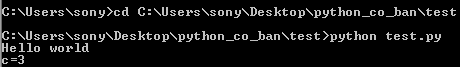 C:\Users\sony>cd C:\Users\sony\Desktop\python_co_ban\test
C:\Users\sony\Desktop\python_co_ban\test>python test.py
Hello world
c=3